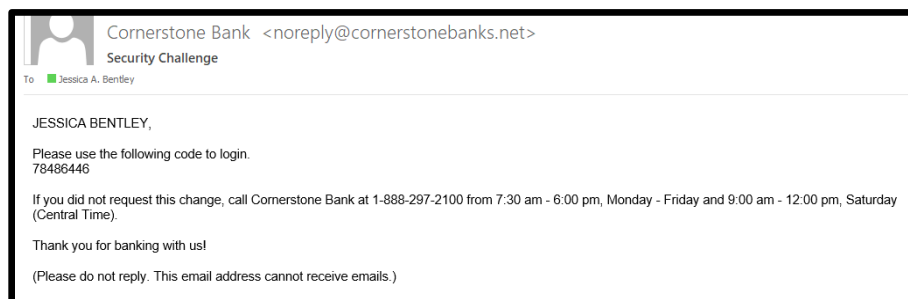 Cornerstone Bank <noreply@cornerstonebanks.net>
Security Challenge
To Jessica A. Bentley
JESSICA BENTLEY,
Please use the following code to login.
78486446
If you did not request this change, call Cornerstone Bank at 1-888-297-2100 from 7:30 am - 6:00 pm, Monday - Friday and 9:00 am - 12:00 pm, Saturday
(Central Time).
Thank you for banking with us!
(Please do not reply. This email address cannot receive emails.)